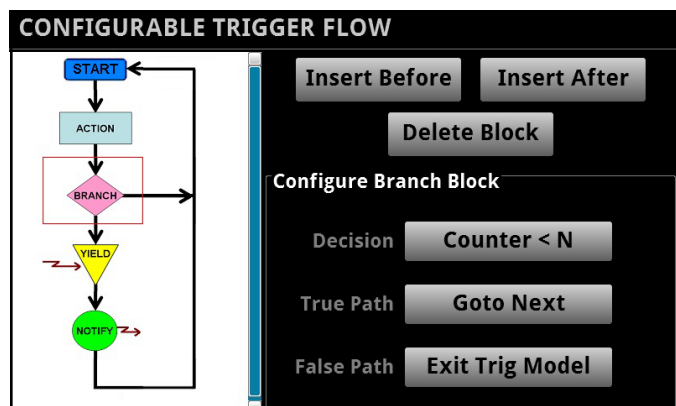 CONFIGURABLE TRIGGER FLOW
START
ACTION
BRANCH
YIELD
NOTIFY
Insert Before
Insert After
Delete Block
Configure Branch Block
Decision
Counter < N
True Path
Goto Next
False Path
Exit Trig Model